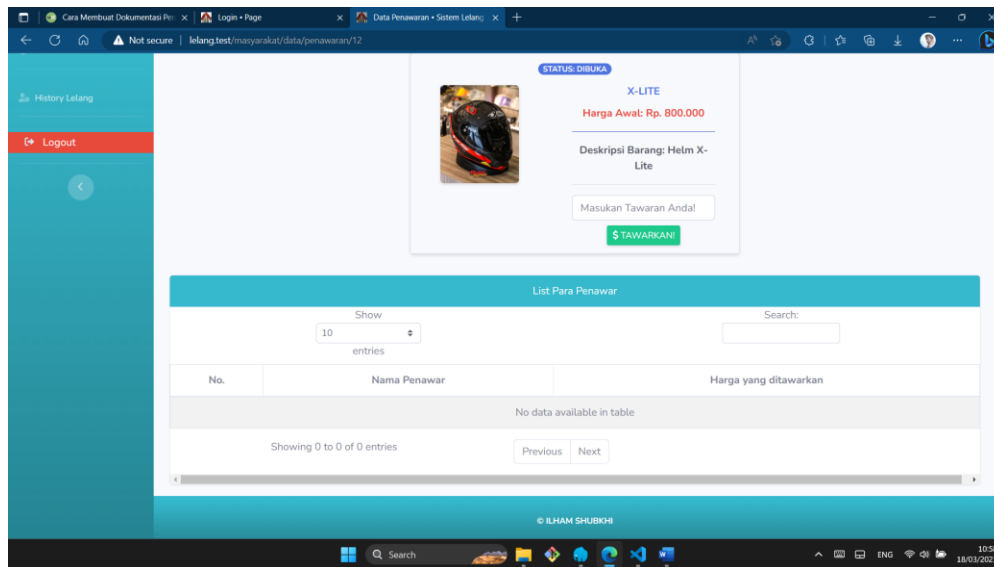 Cara Membuat Dokumentasi Per
Login • Page
Data Penawaran • Sistem Lelang
Not secure | lelang.test/masyarakat/data/penawaran/12
STATUS: DIBUKA
X-LITE
Harga Awal: Rp. 800.000
Deskripsi Barang: Helm X-
Lite
Masukan Tawaran Anda!
$ TAWARKAN!
History Lelang
Logout
List Para Penawar
Show
10
entries
Search:
No. Nama Penawar Harga yang ditawarkan
No data available in table
Showing 0 to 0 of 0 entries
Previous Next
© ILHAM SHUBKHI
Search
ENG
18/03/202